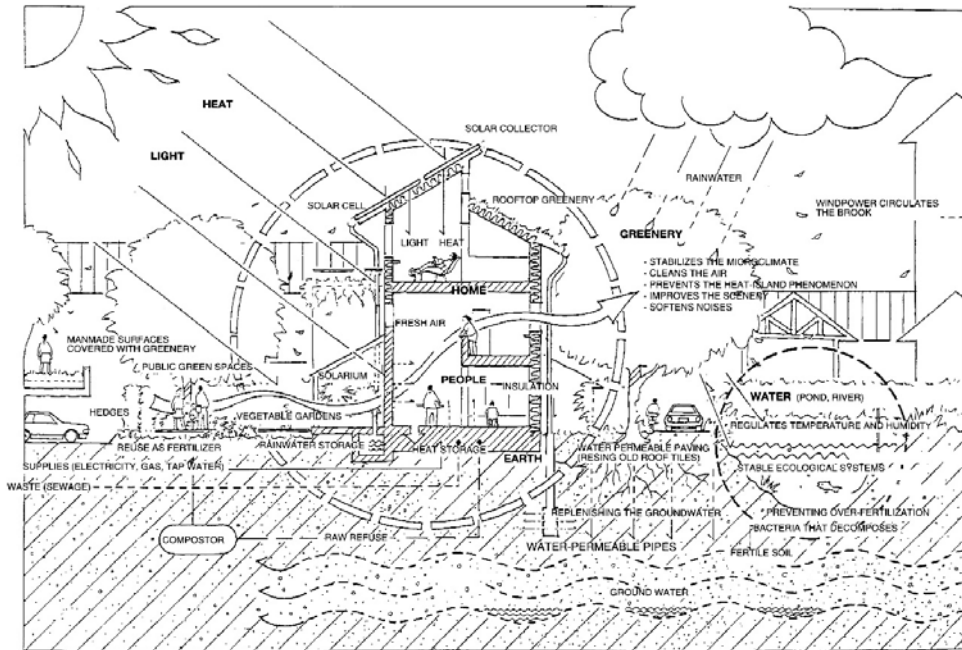 HEAT
LIGHT
SOLAR COLLECTOR
SOLAR CELL
ROOFTOP GREENERY
RAINWATER
WINDPOWER CIRCULATES
THE BROOK
GREENERY
- STABILIZES THE MICROCLIMATE
- CLEANS THE AIR
- PREVENTS THE HEAT-ISLAND PHENOMENON
- IMPROVES THE SCENERY
- SOFTENS NOISES
LIGHT HEAT
HOME
FRESH AIR
MANMADE SURFACES
COVERED WITH GREENERY
PUBLIC GREEN SPACES
SOLARIUM
PEOPLE
INSULATION
WATER (POND, RIVER)
HEDGES
VEGETABLE GARDENS
REGULATES TEMPERATURE AND HUMIDITY
REUSE AS FERTILIZER
RAINWATER STORAGE
HEAT STORAGE
EARTH
WATER PERMEABLE PAVING
(RESING OLD ROOF TILES)
SUPPLIES (ELECTRICITY, GAS, TAP WATER)
STABLE ECOLOGICAL SYSTEMS
WASTE (SEWAGE)
REPLENISHING THE GROUNDWATER
PREVENTING OVER-FERTILIZATION
BACTERIA THAT DECOMPOSES
COMPOSTOR
RAW REFUSE
WATER-PERMEABLE PIPES
FERTILE SOIL
GROUND WATER